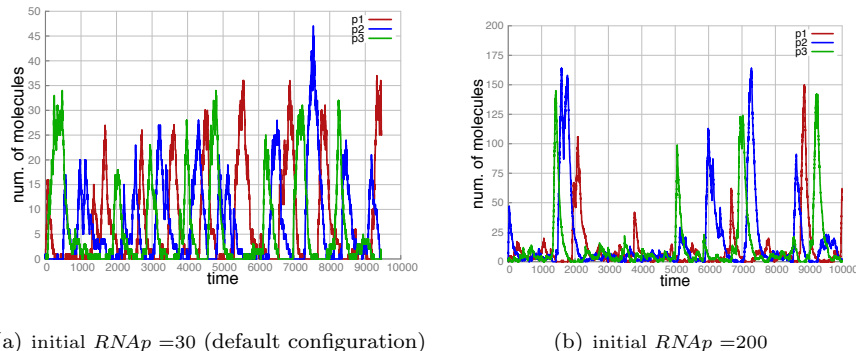 50
45
40
35
30
25
20
15
10
5
0
num. of molecules
p1
p2
p3
0 1000 2000 3000 4000 5000 6000 7000 8000 9000 10000
time
(a) initial RNAp =30 (default configuration)
200
175
150
125
100
75
50
25
0
num. of molecules
p1
p2
p3
0 1000 2000 3000 4000 5000 6000 7000 8000 9000 10000
time
(b) initial RNAp =200